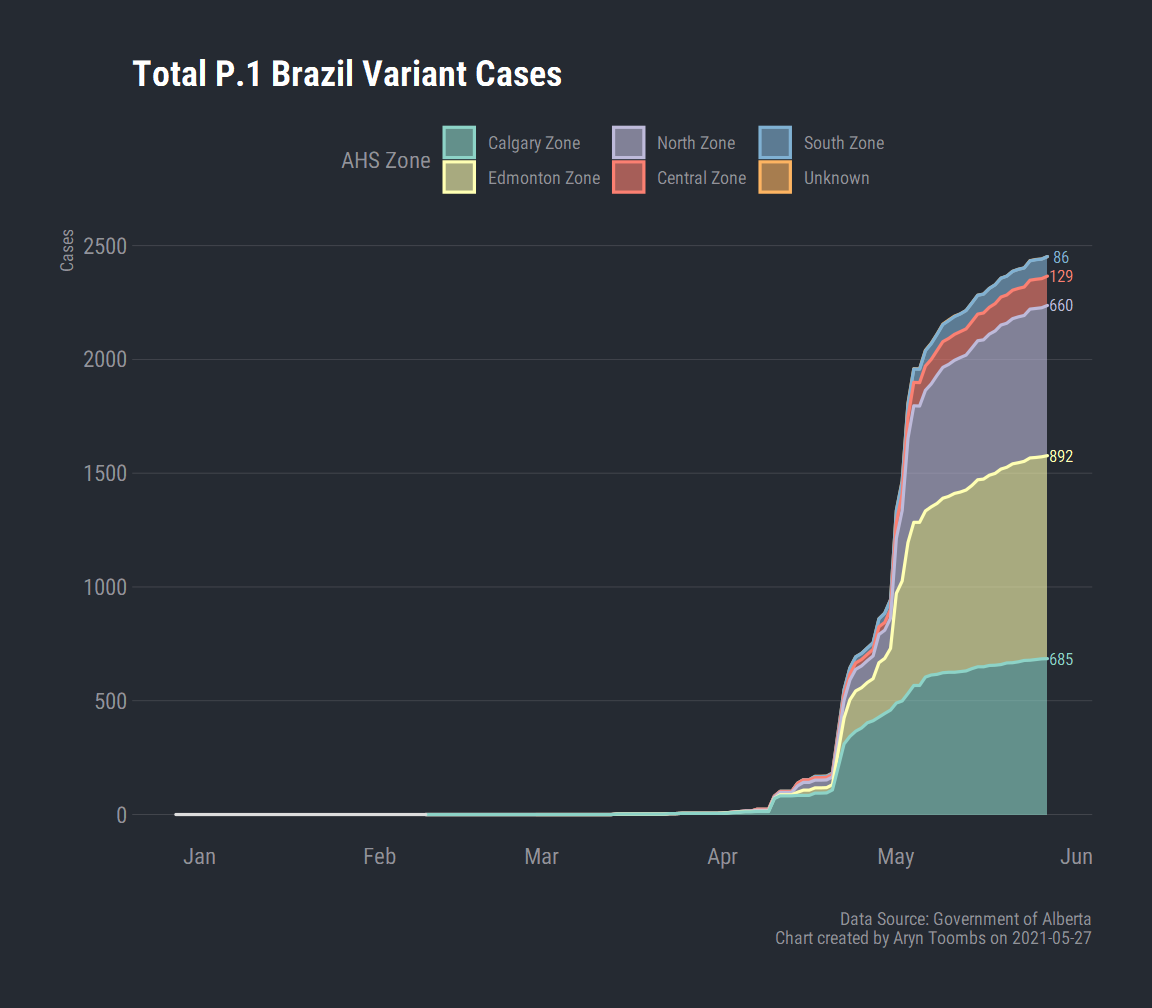 Total P.1 Brazil Variant Cases
AHS Zone
Calgary Zone
North Zone
South Zone
Edmonton Zone
Central Zone
Unknown
Cases
2500
2000
1500
1000
500
0
86
129
660
892
685
Jan
Feb
Mar
Apr
May
Jun
Data Source: Government of Alberta
Chart created by Aryn Toombs on 2021-05-27